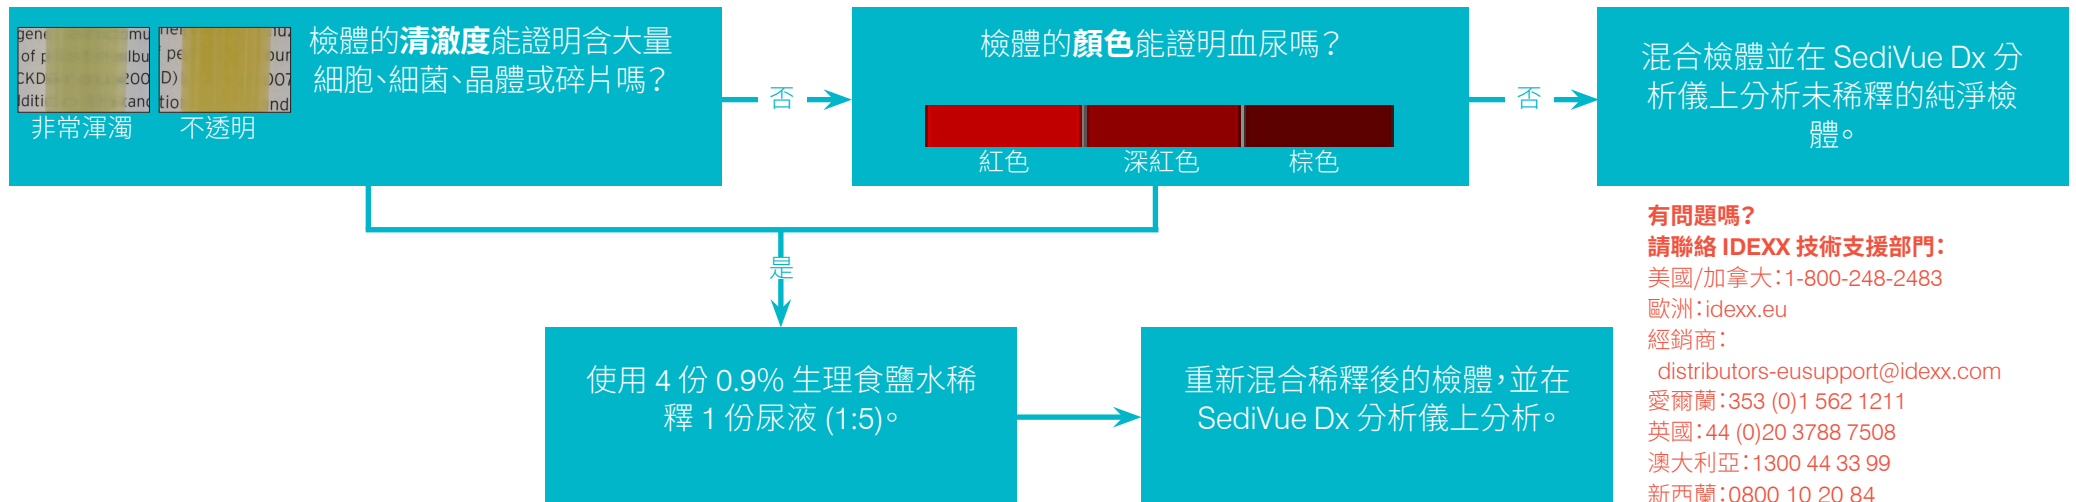 檢體的清澈度能證明含大量
細胞、細菌、晶體或碎片嗎？
非常渾濁
不透明
否
檢體的顏色能證明血尿嗎？
紅色
深紅色
棕色
否
混合檢體並在 SediVue Dx 分
析儀上分析未稀釋的純淨檢
體。
是
使用 4 份 0.9% 生理食鹽水稀
釋 1 份尿液 (1:5)。
重新混合稀釋後的檢體，並在
SediVue Dx 分析儀上分析。
有問題嗎？
請聯絡 IDEXX 技術支援部門：
美國/加拿大：1-800-248-2483
歐洲：idexx.eu
經銷商：
distributors-eusupport@idexx.com
愛爾蘭：353 (0)1 562 1211
英國：44 (0)20 3788 7508
澳大利亞：1300 44 33 99
新西蘭：0800 10 20 84